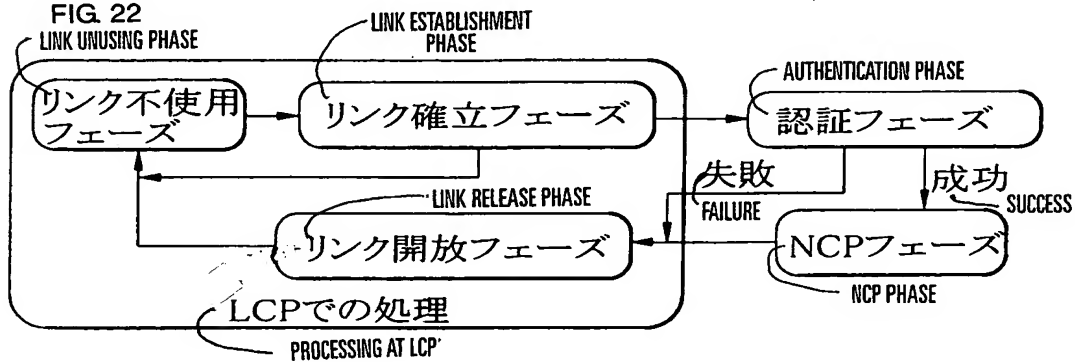 FIG. 22
LINK UNUSING PHASE
LINK ESTABLISHMENT
PHASE
AUTHENTICATION PHASE
リンク不使用
フェーズ
リンク確立フェーズ
認証フェーズ
失敗
FAILURE
成功
SUCCESS
LINK RELEASE PHASE
リンク開放フェーズ
NCPフェーズ
NCP PHASE
LCPでの処理
PROCESSING AT LCP